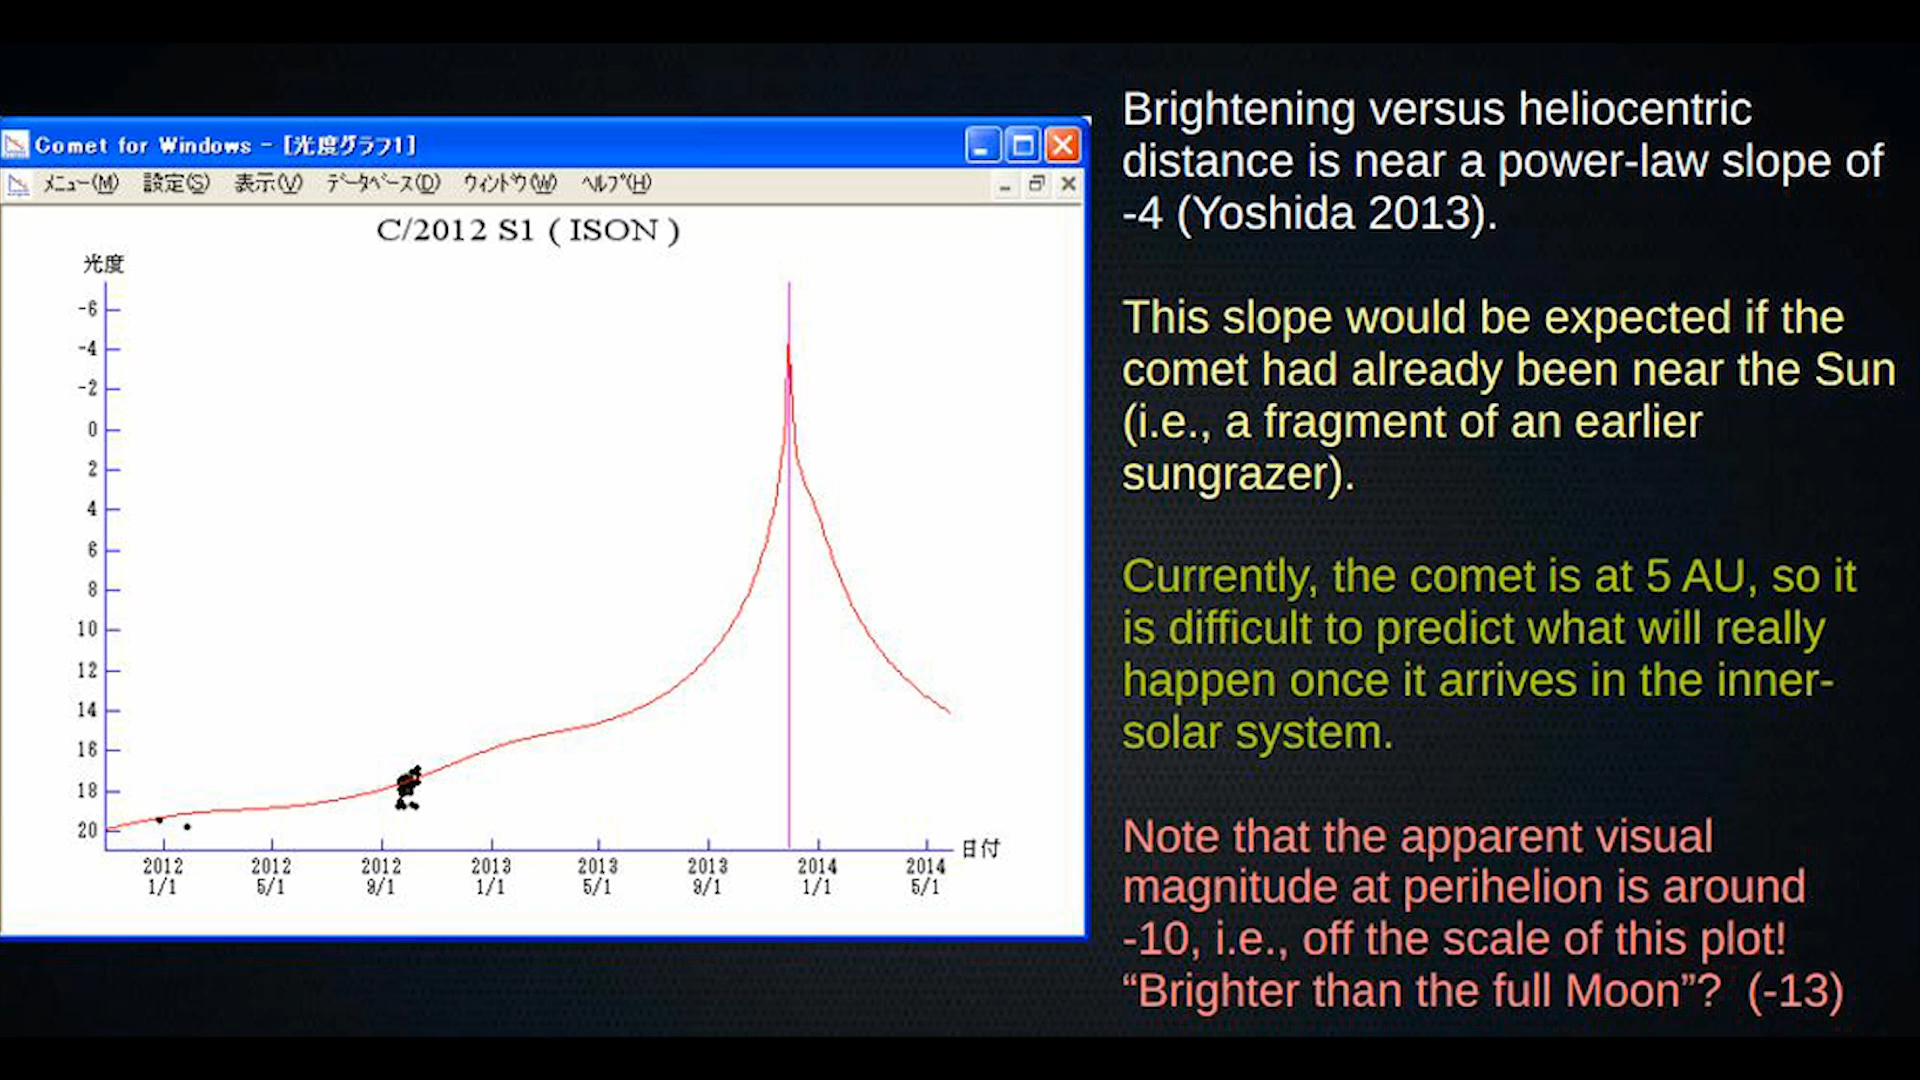 Comet for Windows - [光度グラフ1]
メニュー(M) 設定(S) 表示(V) データベース(D) ウィンドウ(W) ヘルプ(H)
C/2012 S1 ( ISON )
光度
-6
-4
-2
0
2
4
6
8
10
12
14
16
18
20
日付
2012 2012 2012 2013 2013 2013 2014 2014
1/1 5/1 9/1 1/1 5/1 9/1 1/1 5/1
Brightening versus heliocentric
distance is near a power-law slope of
-4 (Yoshida 2013).
This slope would be expected if the
comet had already been near the Sun
(i.e., a fragment of an earlier
sungrazer).
Currently, the comet is at 5 AU, so it
is difficult to predict what will really
happen once it arrives in the inner-
solar system.
Note that the apparent visual
magnitude at perihelion is around
-10, i.e., off the scale of this plot!
“Brighter than the full Moon”? (-13)